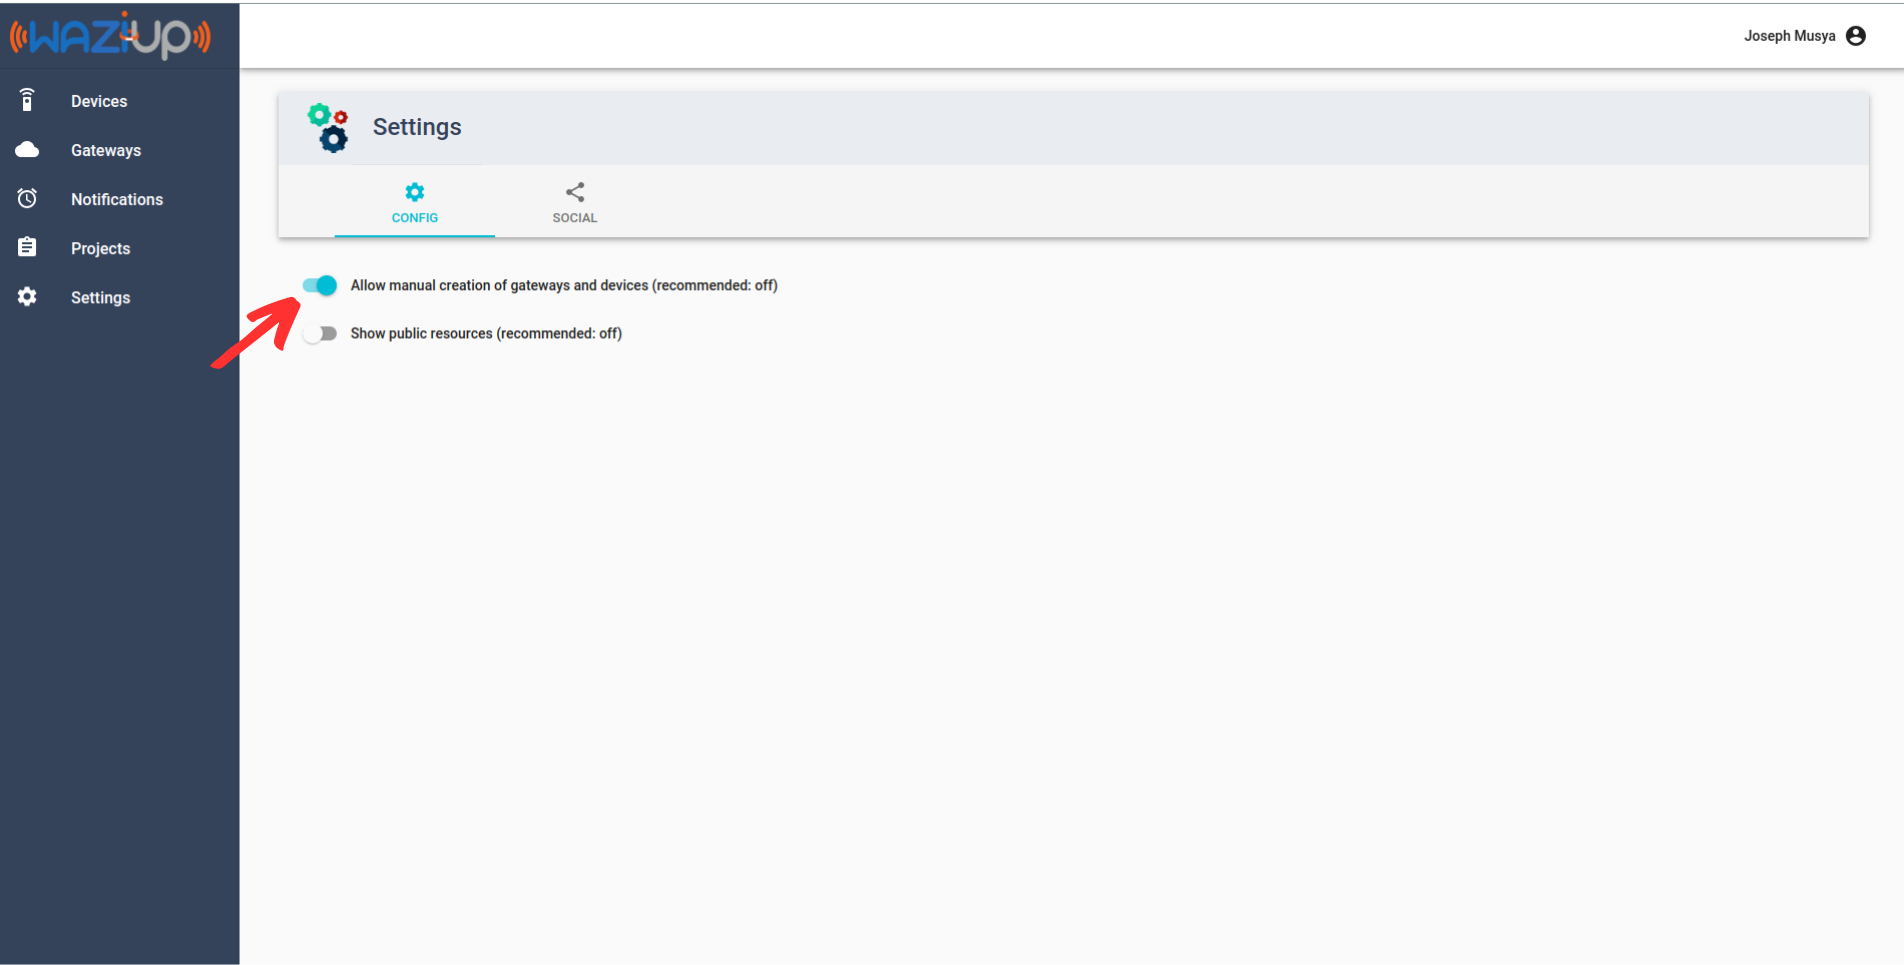 WAZIUP
Joseph Musya
Devices
Gateways
Notifications
Projects
Settings
Settings
CONFIG
SOCIAL
Allow manual creation of gateways and devices (recommended: off)
Show public resources (recommended: off)